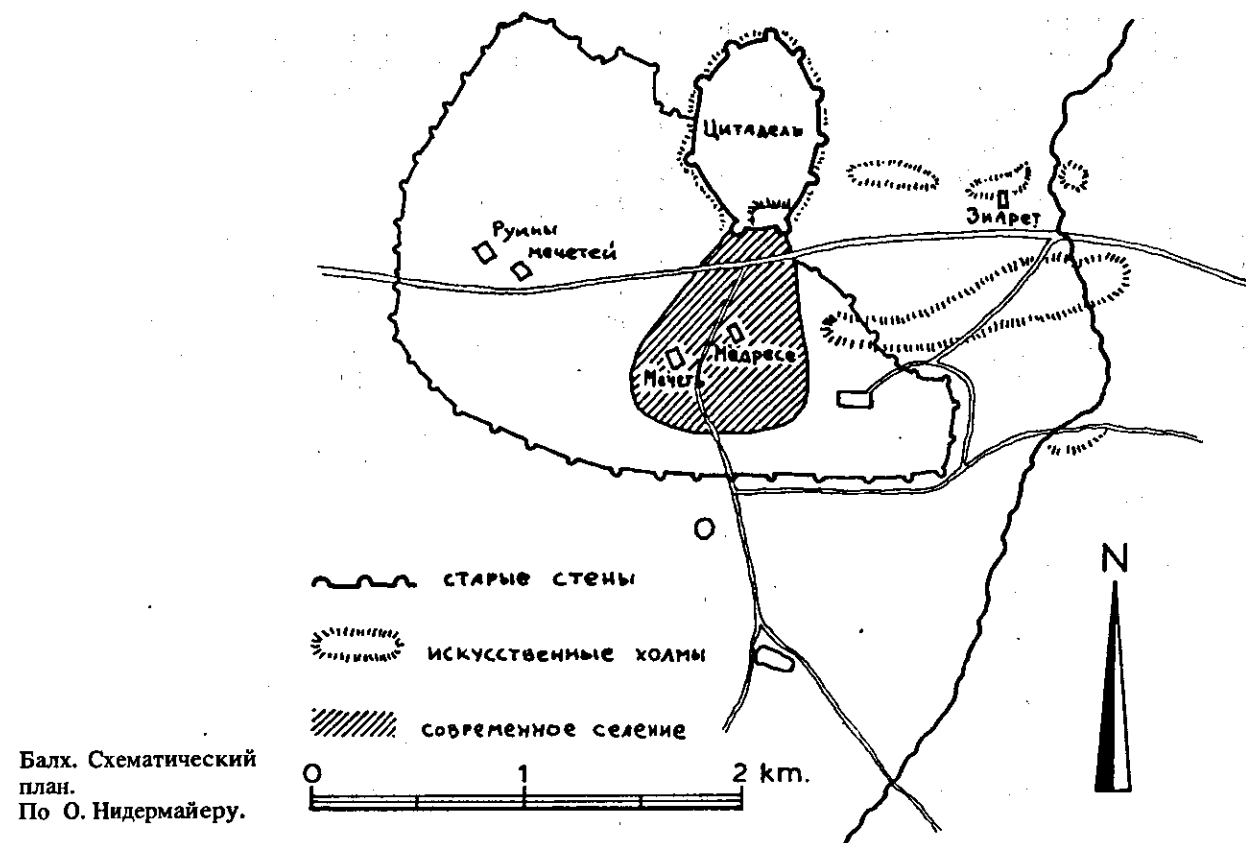 Цитадель
Руины
мечетей
Зиярет
Медресе
Мечеть
N
старые стены
искусственные холмы
современное селение
0 1 2 km.
Балх. Схематический
план.
По О. Нидермайеру.